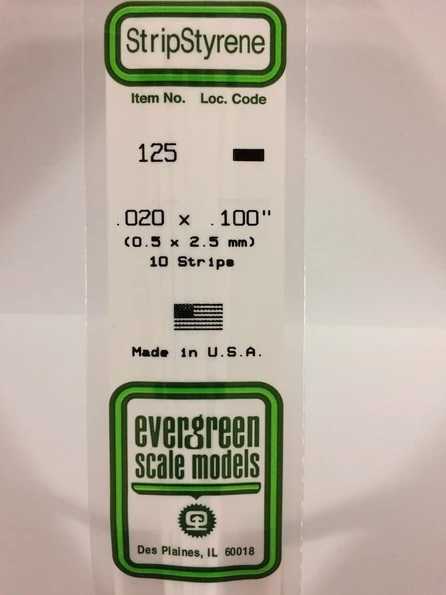 StripStyrene
Item No. Loc. Code
125
.020 x .100"
(0.5 x 2.5 mm)
10 Strips
Made in U.S.A.
evergreen
scale models
Des Plaines, IL 60018